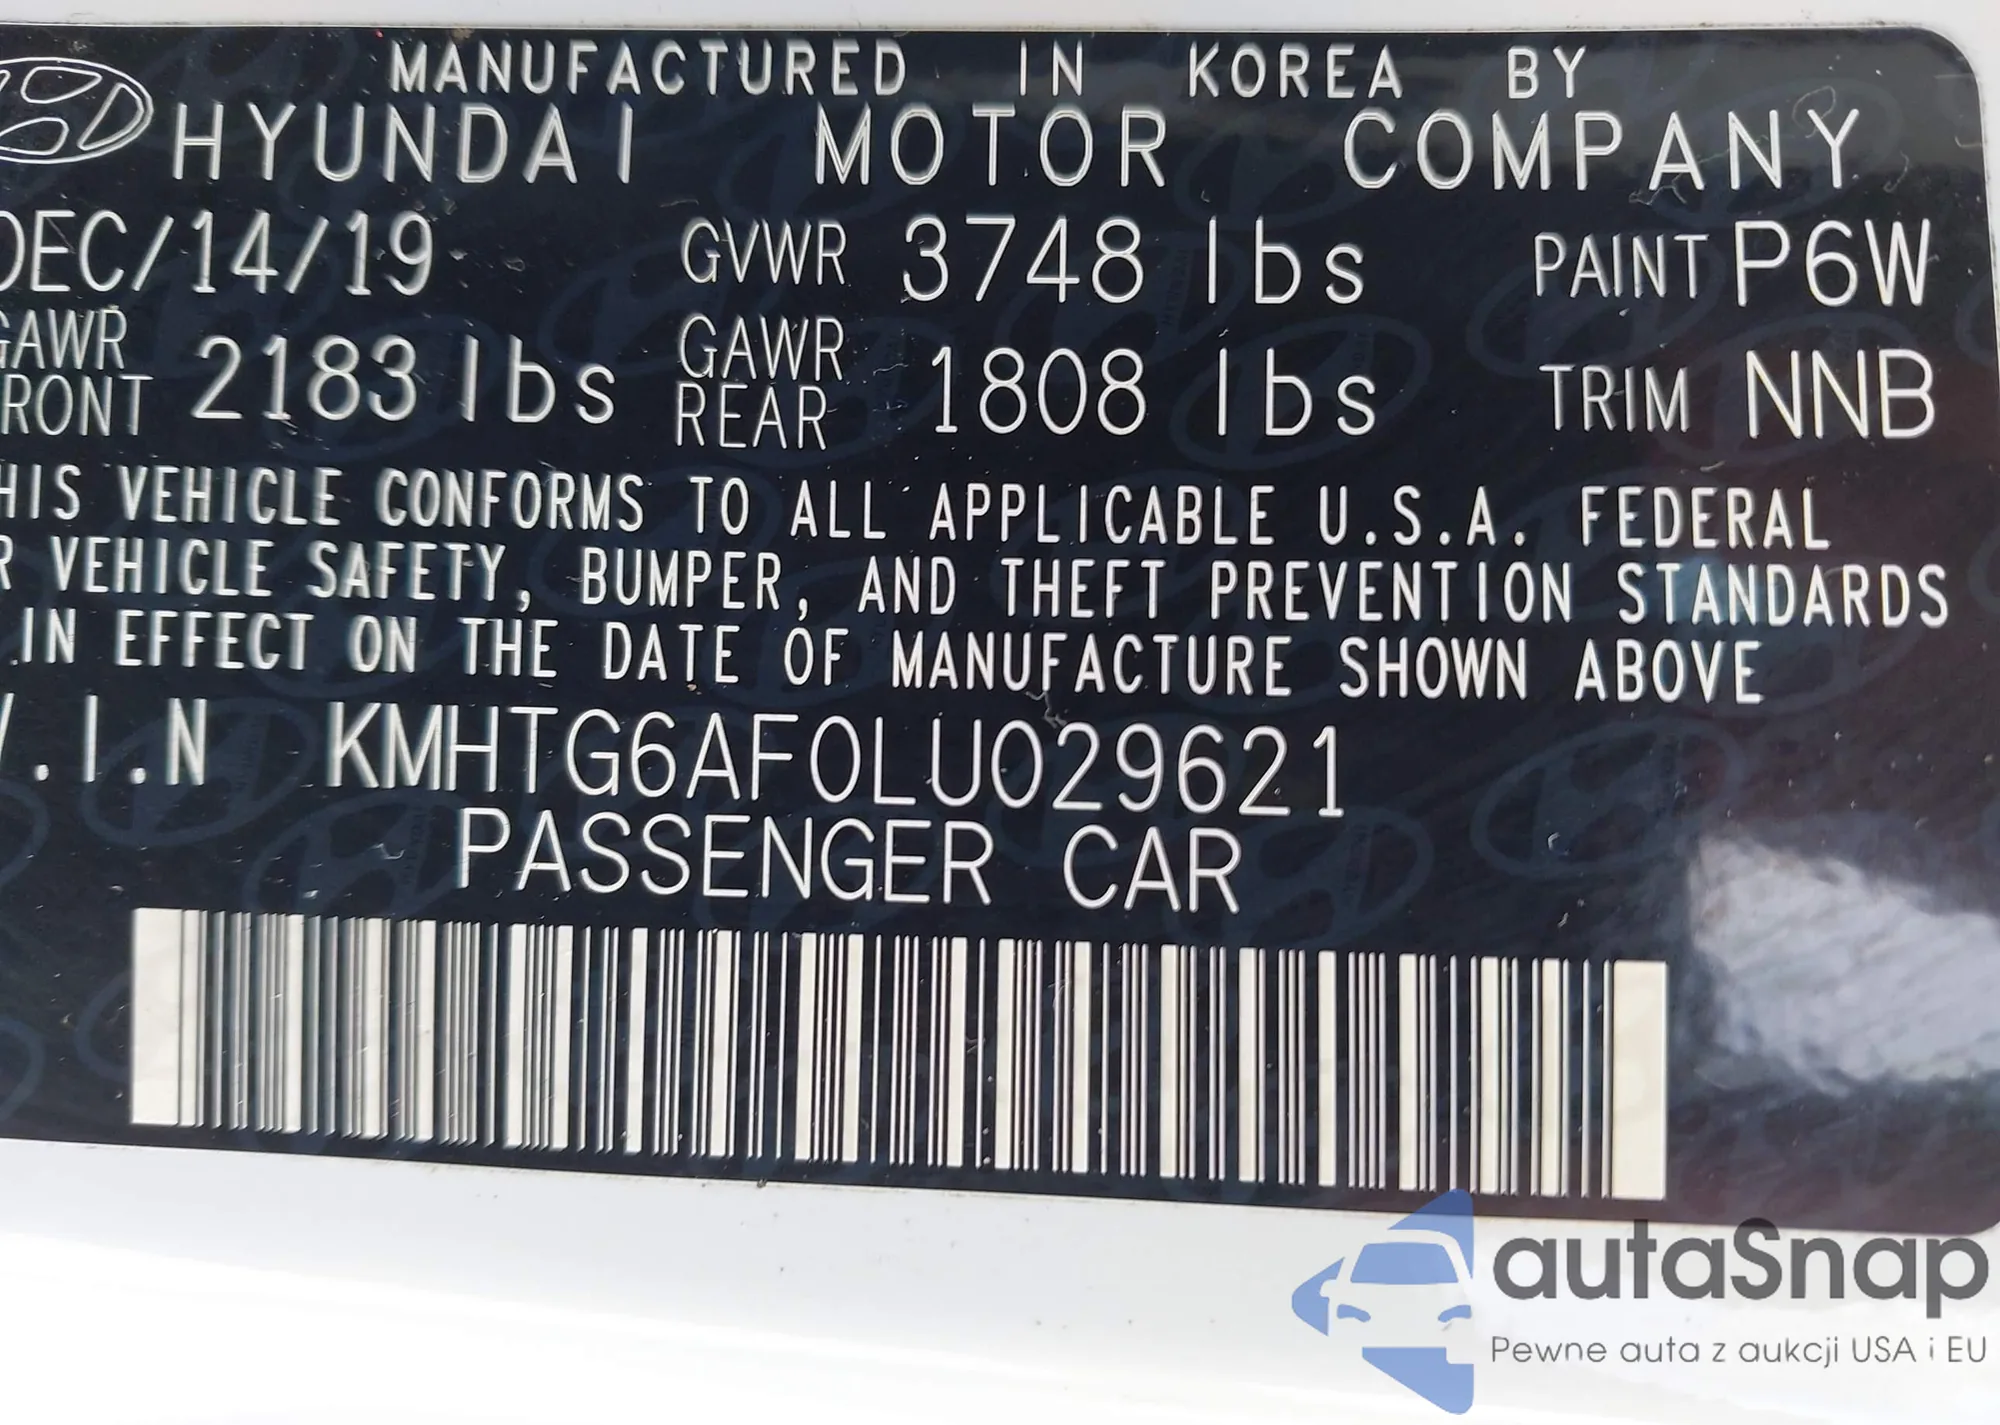 MANUFACTURED IN KOREA BY
HYUNDAI MOTOR COMPANY
DEC/14/19 GVWR 3748 lbs PAINT P6W
GAWR FRONT 2183 lbs GAWR REAR 1808 lbs TRIM NNB
HIS VEHICLE CONFORMS TO ALL APPLICABLE U.S.A. FEDERAL
R VEHICLE SAFETY, BUMPER, AND THEFT PREVENTION STANDARDS
IN EFFECT ON THE DATE OF MANUFACTURE SHOWN ABOVE
V.I.N KMHTG6AF0LU029621
PASSENGER CAR
autaSnap
Pewne auta z aukcji USA i EU